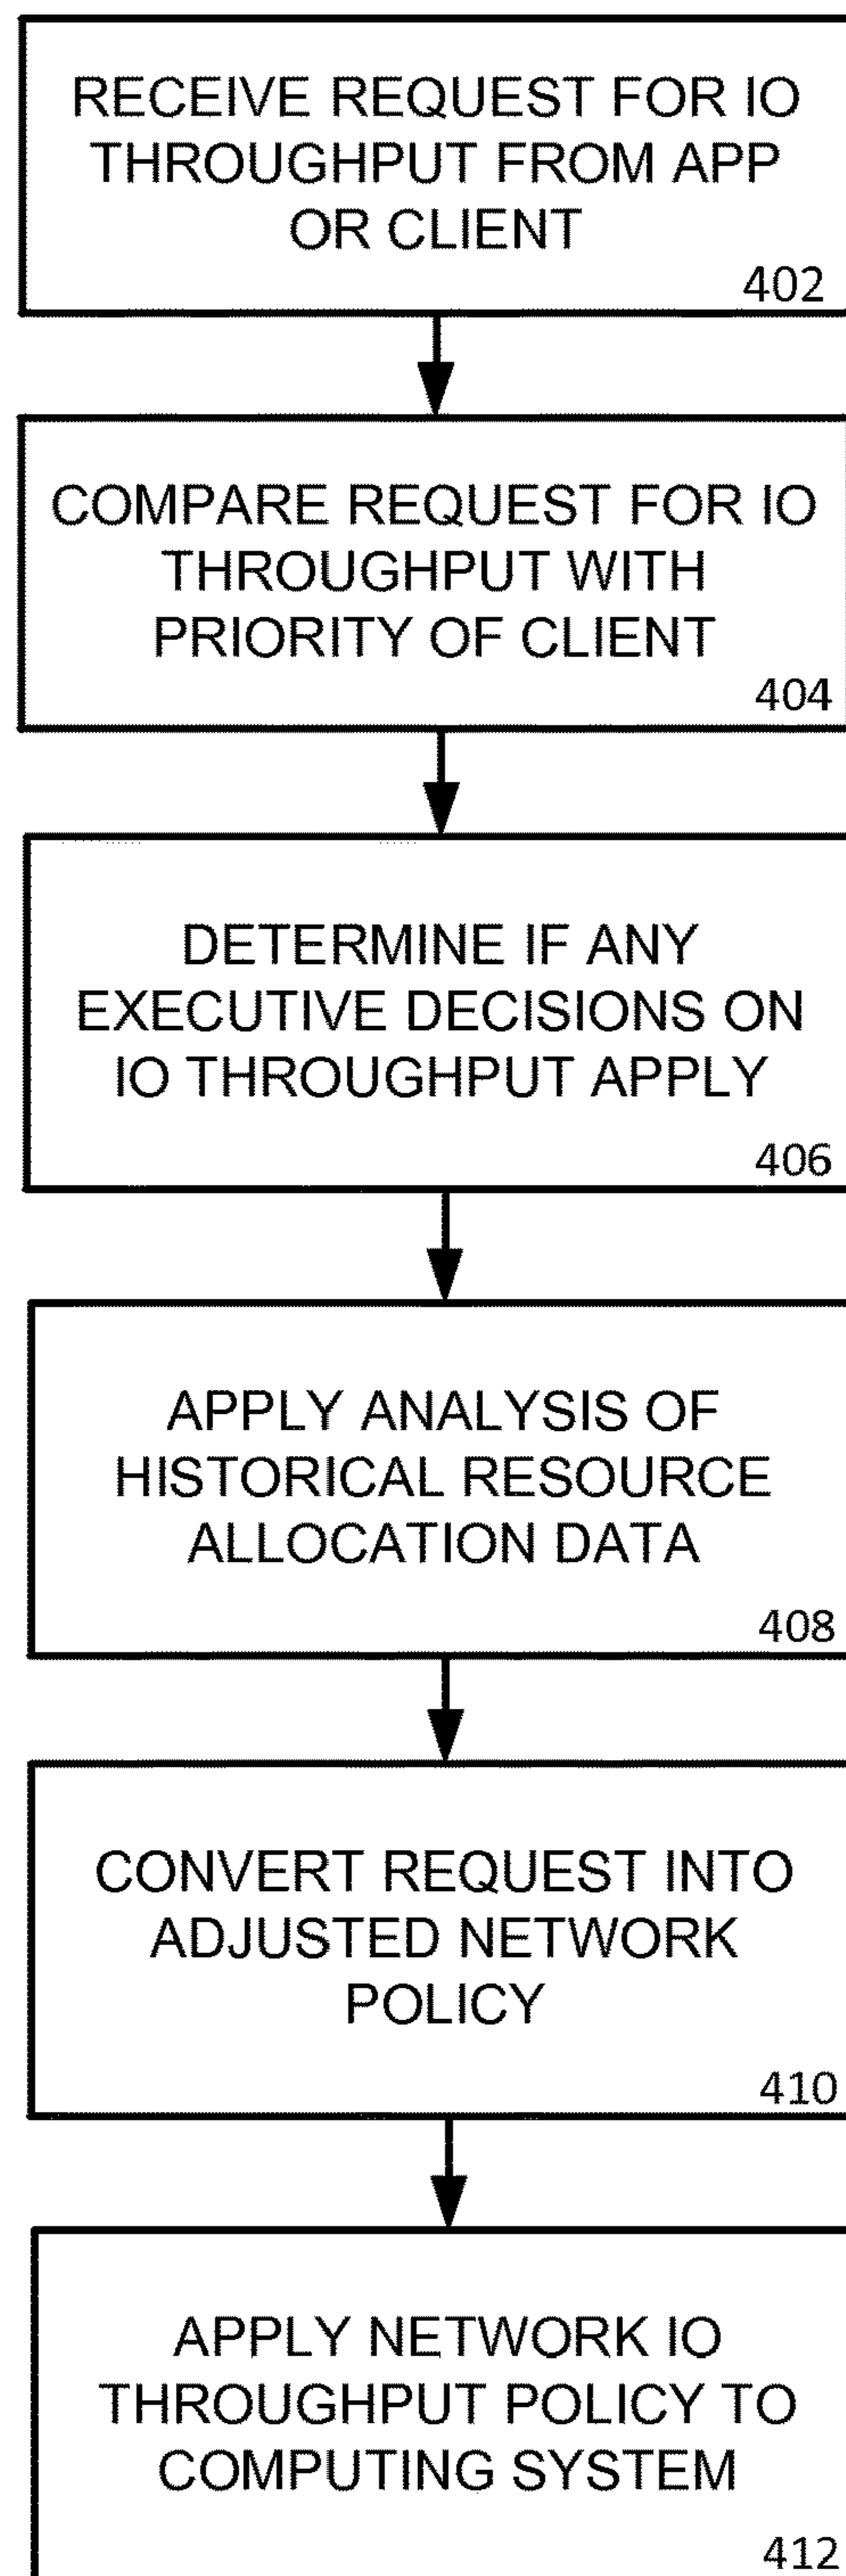 RECEIVE REQUEST FOR IO
THROUGHPUT FROM APP
OR CLIENT
402
COMPARE REQUEST FOR IO
THROUGHPUT WITH
PRIORITY OF CLIENT
404
DETERMINE IF ANY
EXECUTIVE DECISIONS ON
IO THROUGHPUT APPLY
406
APPLY ANALYSIS OF
HISTORICAL RESOURCE
ALLOCATION DATA
408
CONVERT REQUEST INTO
ADJUSTED NETWORK
POLICY
410
APPLY NETWORK IO
THROUGHPUT POLICY TO
COMPUTING SYSTEM
412